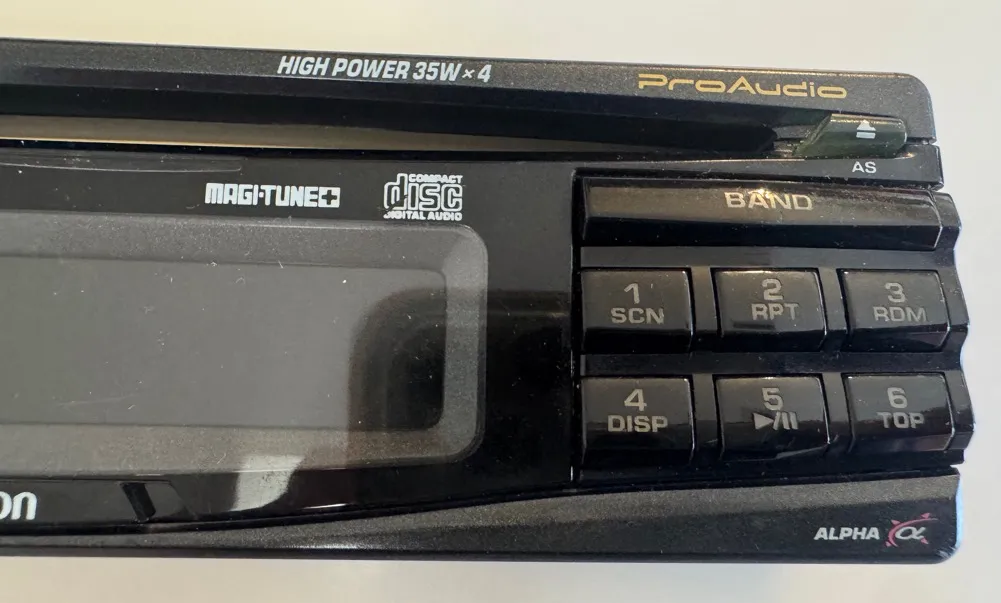 HIGH POWER 35W×4
ProAudio
AS
MAGI-TUNE+
COMPACT
disc
DIGITAL AUDIO
BAND
1
SCN
2
RPT
3
RDM
4
DISP
5
▶/II
6
TOP
on
ALPHA α